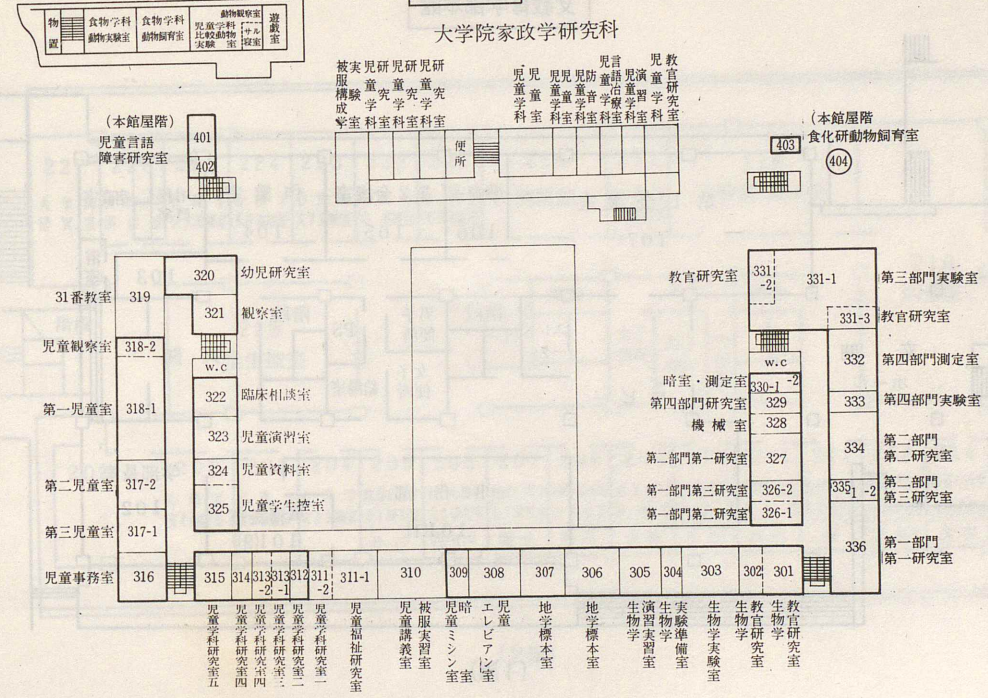 物置
食物学科
動物実験室
食物学科
動物飼育室
児童学科
比較動物
実験室
動物観察室
サル
寝室
遊戯室
大学院家政学研究科
被服構成学
実験室
児童学科
研究室
児童学科
研究室
児童学科
研究室
便所
児童学科
児童室
児童学科
児童室
児童学科
防音室
児童学科
言語治療室
児童学科
演習室
児童学科
教官研究室
(本館屋階)
児童言語
障害研究室
401
402
403
(本館屋階
食化研動物飼育室
404
320
幼児研究室
31番教室
319
321
観察室
児童観察室
318-2
w.c
322
臨床相談室
第一児童室
318-1
323
児童演習室
324
児童資料室
第二児童室
317-2
325
児童学生控室
第三児童室
317-1
児童事務室
316
教官研究室
331
-2
331-1
第三部門実験室
331-3
教官研究室
w.c
332
第四部門測定室
暗室・測定室
330-1
-2
第四部門研究室
329
333
第四部門実験室
機械室
328
334
第二部門
第二研究室
第二部門第一研究室
327
第一部門第三研究室
326-2
335
-1
-2
第二部門
第三研究室
第一部門第二研究室
326-1
336
第一部門
第一研究室
315
314
313
-2
313
-1
312
311
-2
311-1
310
309
308
307
306
305
304
303
302
301
児童学科研究室五
児童学科研究室四
児童学科研究室四
児童学科研究室三
児童学科研究室二
児童学科研究室一
児童福祉研究室
児童講義室
被服実習室
児童ミシン室
暗室
エレビアン室
児童
地学標本室
地学標本室
生物学
演習実習室
生物学
実験準備室
生物学実験室
生物学
教官研究室
生物学
教官研究室